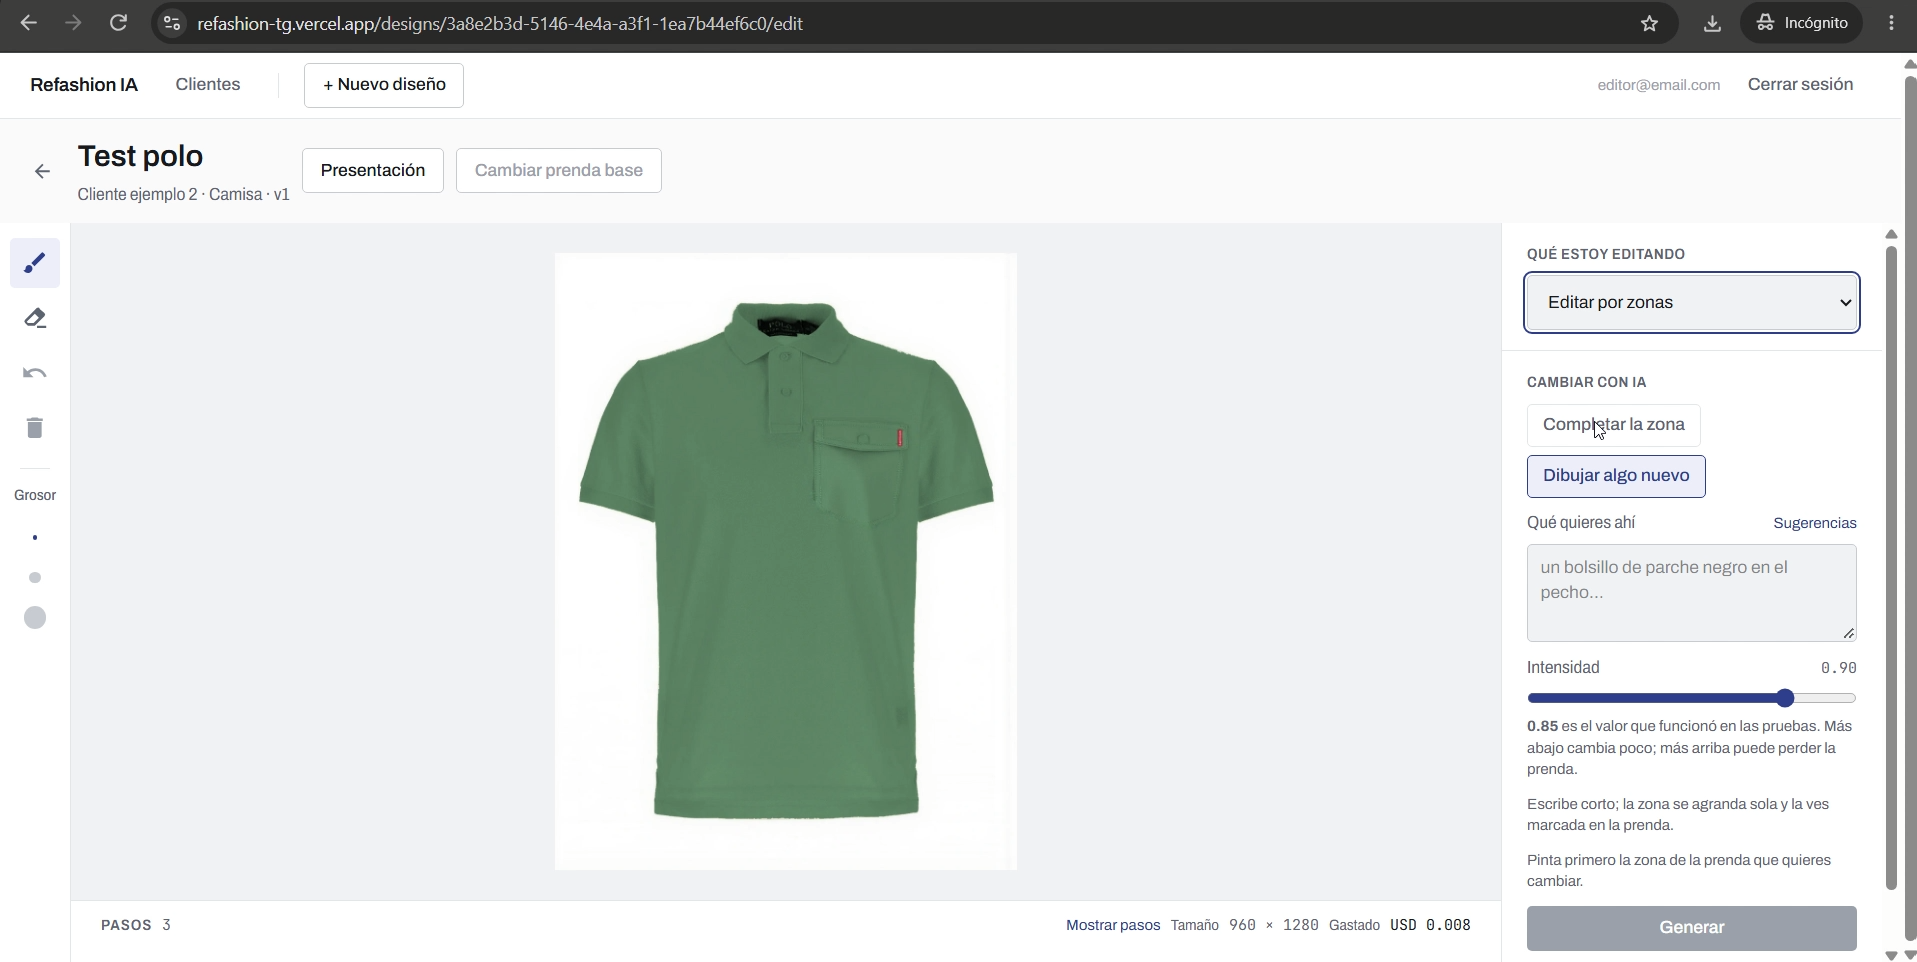 refashion-tg.vercel.app/designs/3a8e2b3d-5146-4e4a-a3f1-1ea7b44ef6c0/edit
Incógnito
Refashion IA
Clientes
+ Nuevo diseño
editor@email.com
Cerrar sesión
Test polo
Cliente ejemplo 2 · Camisa · v1
Presentación
Cambiar prenda base
Grosor
QUÉ ESTOY EDITANDO
Editar por zonas
CAMBIAR CON IA
Completar la zona
Dibujar algo nuevo
Qué quieres ahí
Sugerencias
un bolsillo de parche negro en el
pecho...
Intensidad
0.90
0.85 es el valor que funcionó en las pruebas. Más
abajo cambia poco; más arriba puede perder la
prenda.
Escribe corto; la zona se agranda sola y la ves
marcada en la prenda.
Pinta primero la zona de la prenda que quieres
cambiar.
Generar
PASOS 3
Mostrar pasos Tamaño 960 × 1280 Gastado USD 0.008